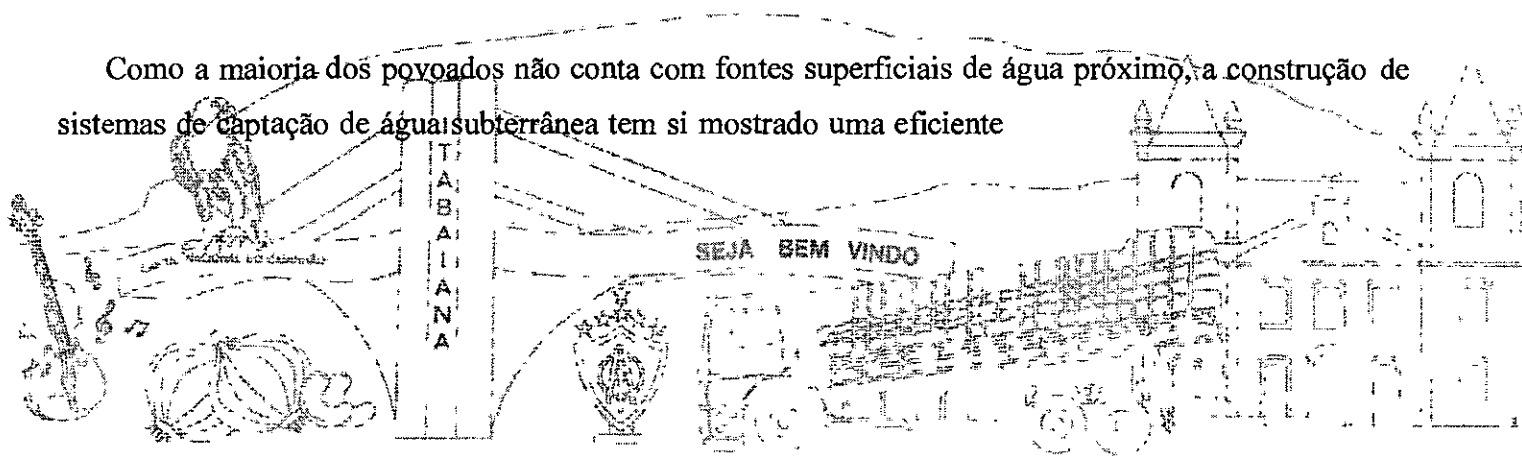 Como a maioria dos povoados não conta com fontes superficiais de água próximo, a construção de
sistemas de captação de água subterrânea tem si mostrado uma eficiente
ITABAIANA
SEJA BEM VINDO